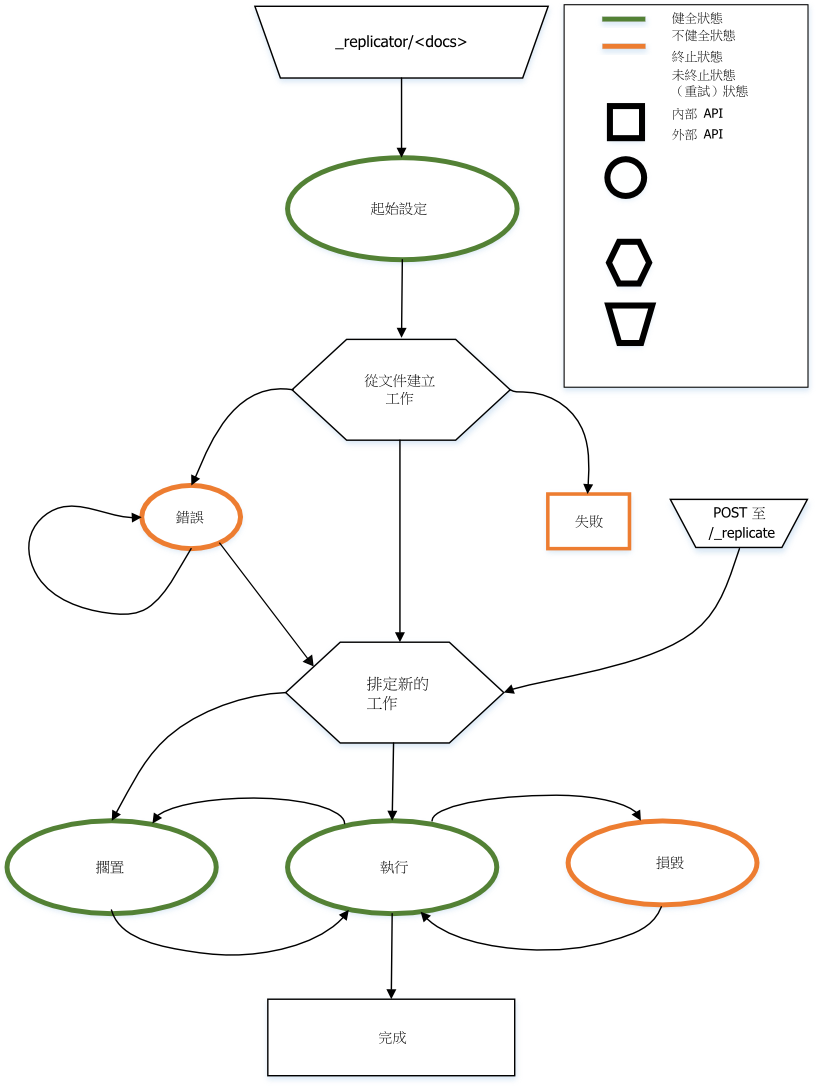 _replicator/<docs>
健全狀態
不健全狀態
終止狀態
未終止狀態
（重試）狀態
內部 API
外部 API
起始設定
從文件建立
工作
錯誤
失敗
POST 至
/_replicate
排定新的
工作
擱置
執行
損毀
完成